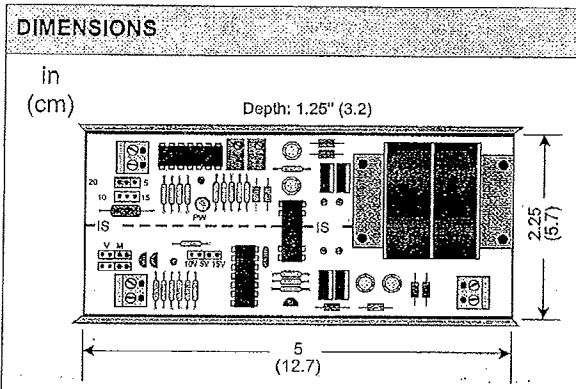 DIMENSIONS
in
(cm)
Depth: 1.25" (3.2)
20 5
10 15
PW
IS IS
V M
10V 5V 15V
2.25
(5.7)
5
(12.7)